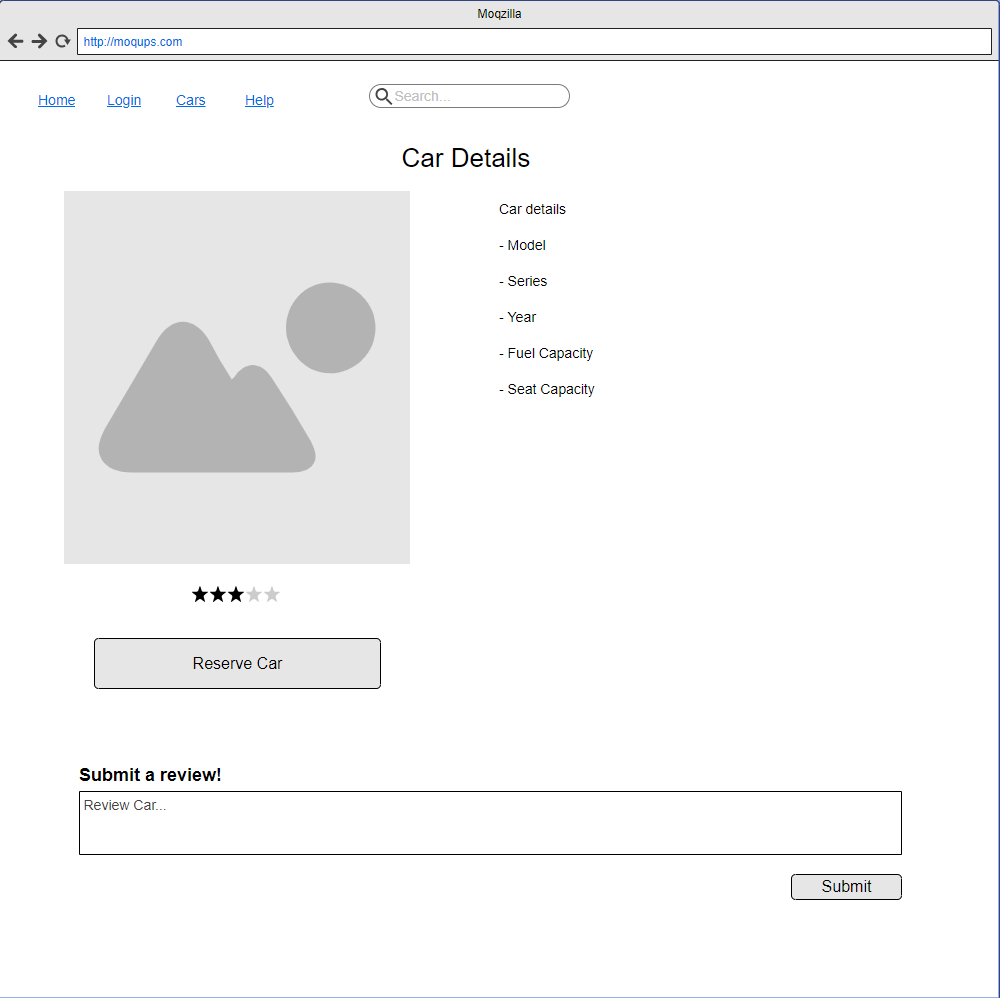 Moqzilla
http://moqups.com
Home Login Cars Help Search...
Car Details
Car details
- Model
- Series
- Year
- Fuel Capacity
- Seat Capacity
Reserve Car
Submit a review!
Review Car...
Submit